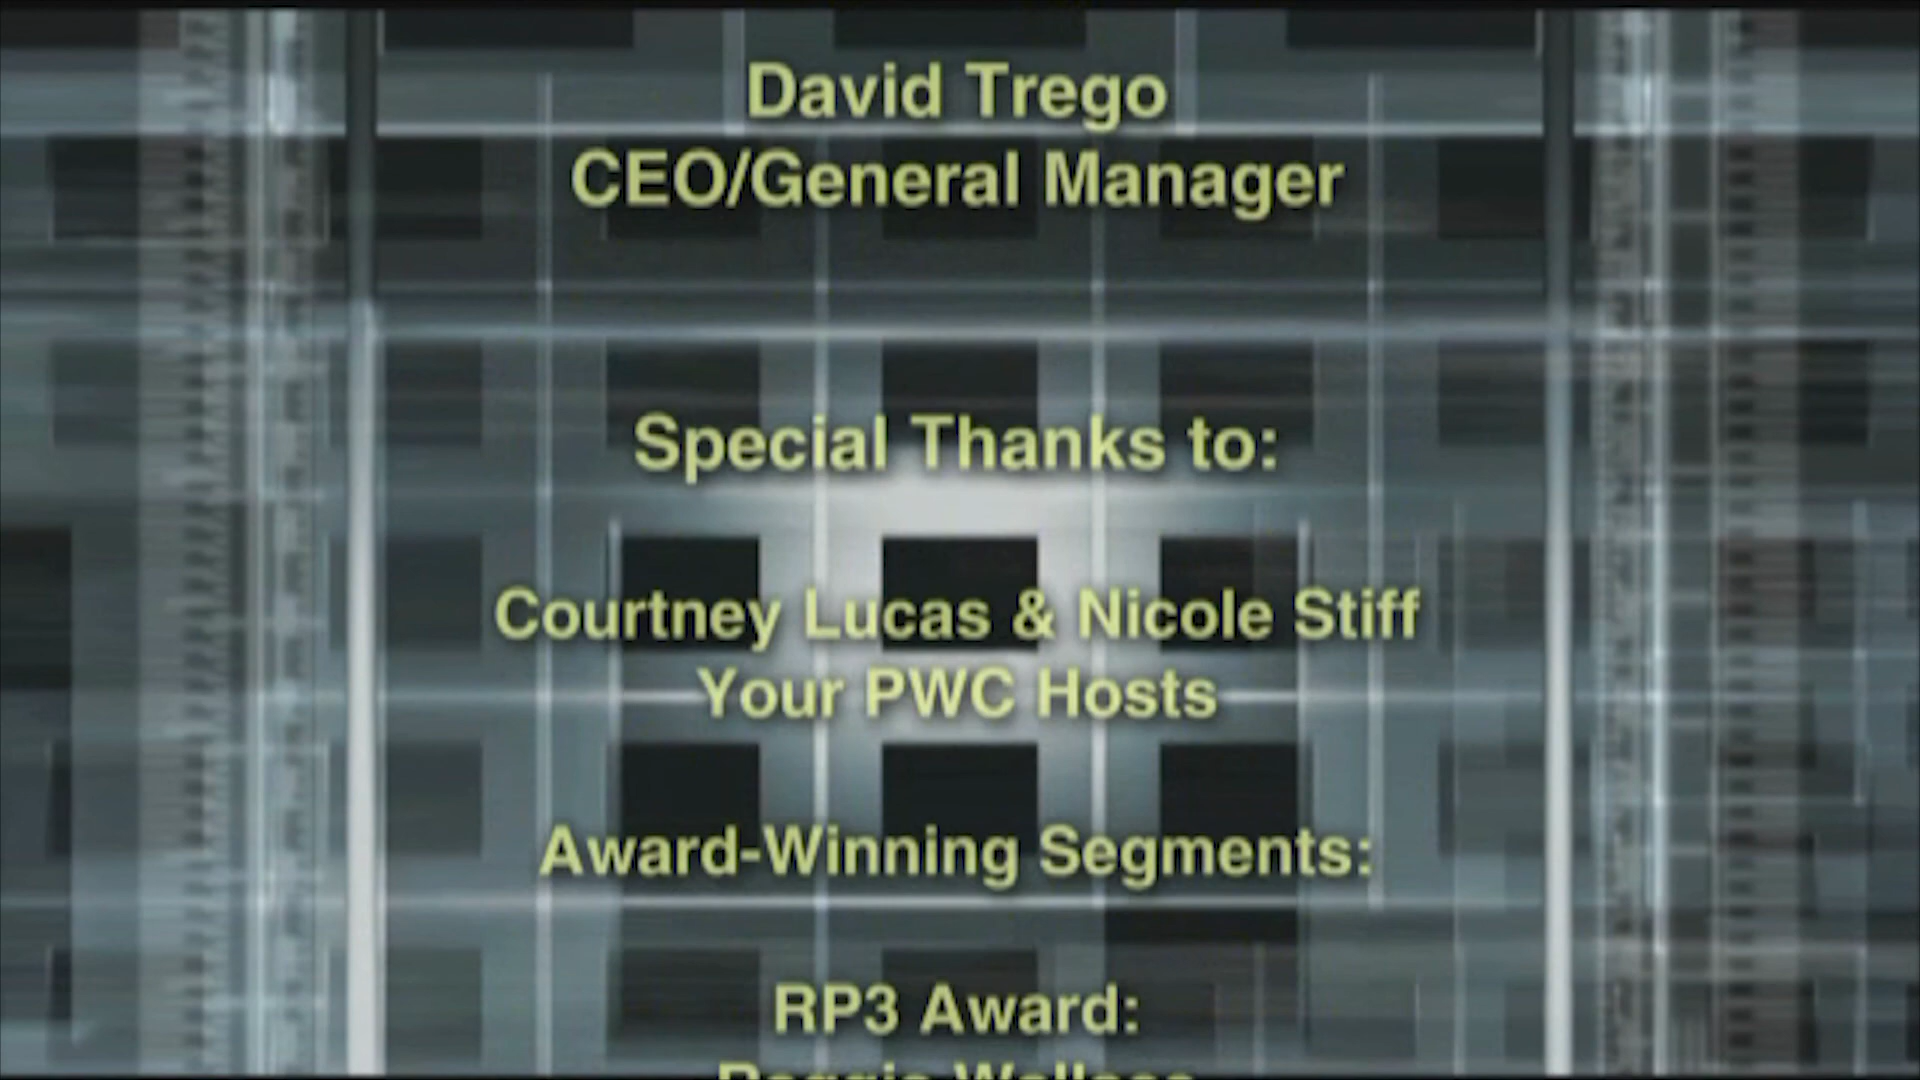 David Trego
CEO/General Manager
Special Thanks to:
Courtney Lucas & Nicole Stiff
Your PWC Hosts
Award-Winning Segments:
RP3 Award: